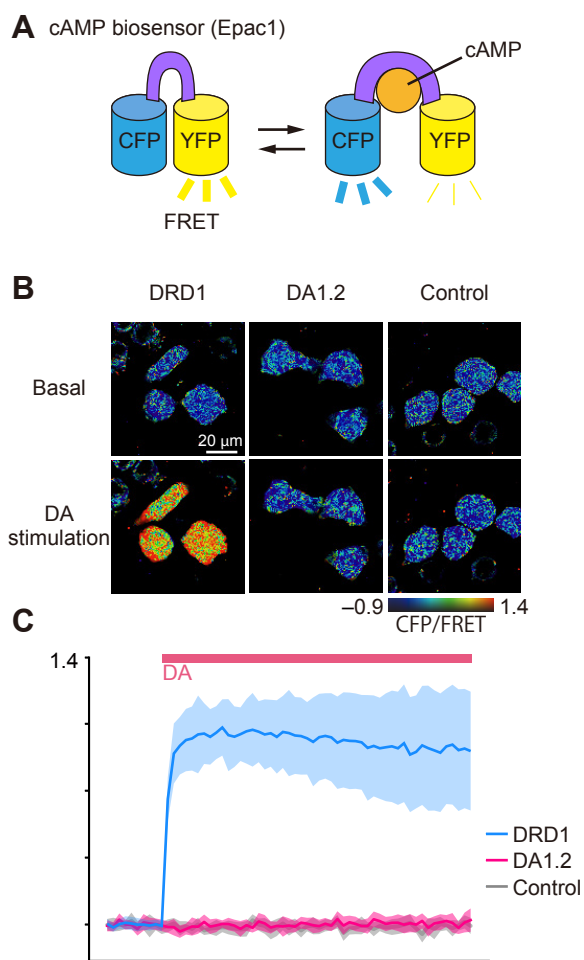 A cAMP biosensor (Epac1)
cAMP
CFP YFP CFP YFP
FRET
B
DRD1 DA1.2 Control
Basal
20 µm
DA
stimulation
–0.9 1.4
CFP/FRET
C
1.4
DA
DRD1
DA1.2
Control